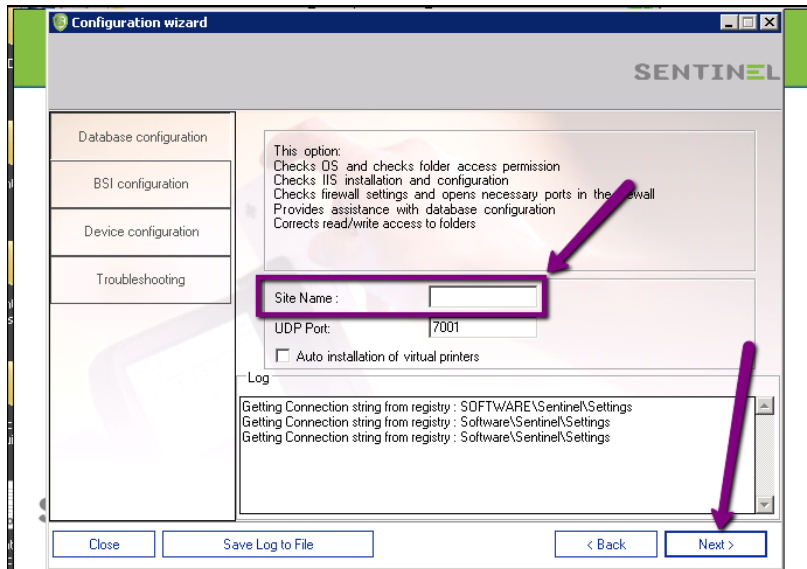 Configuration wizard
SENTINEL
Database configuration
BSI configuration
Device configuration
Troubleshooting
This option:
Checks OS and checks folder access permission
Checks IIS installation and configuration
Checks firewall settings and opens necessary ports in the firewall
Provides assistance with database configuration
Corrects read/write access to folders
Site Name :
UDP Port:
7001
Auto installation of virtual printers
Log
Getting Connection string from registry : SOFTWARE\Sentinel\Settings
Getting Connection string from registry : Software\Sentinel\Settings
Getting Connection string from registry : Software\Sentinel\Settings
Close
Save Log to File
< Back
Next >